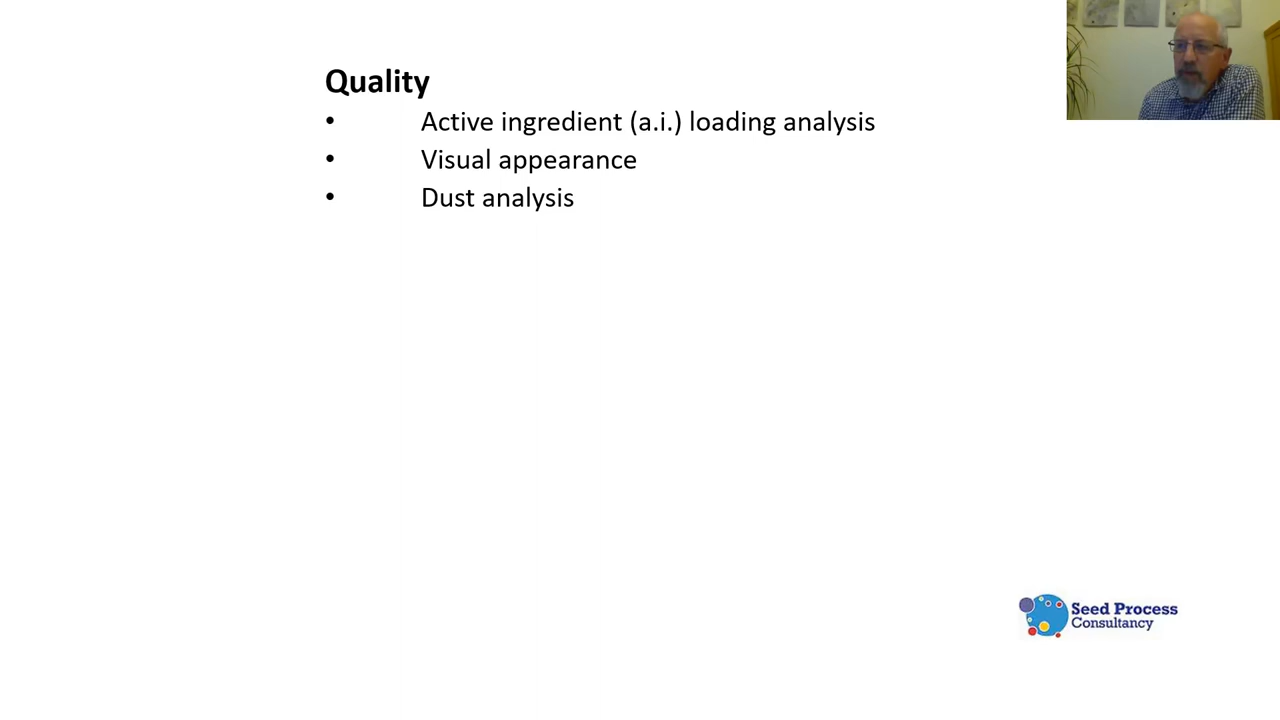 Quality
• Active ingredient (a.i.) loading analysis
• Visual appearance
• Dust analysis
Seed Process
Consultancy